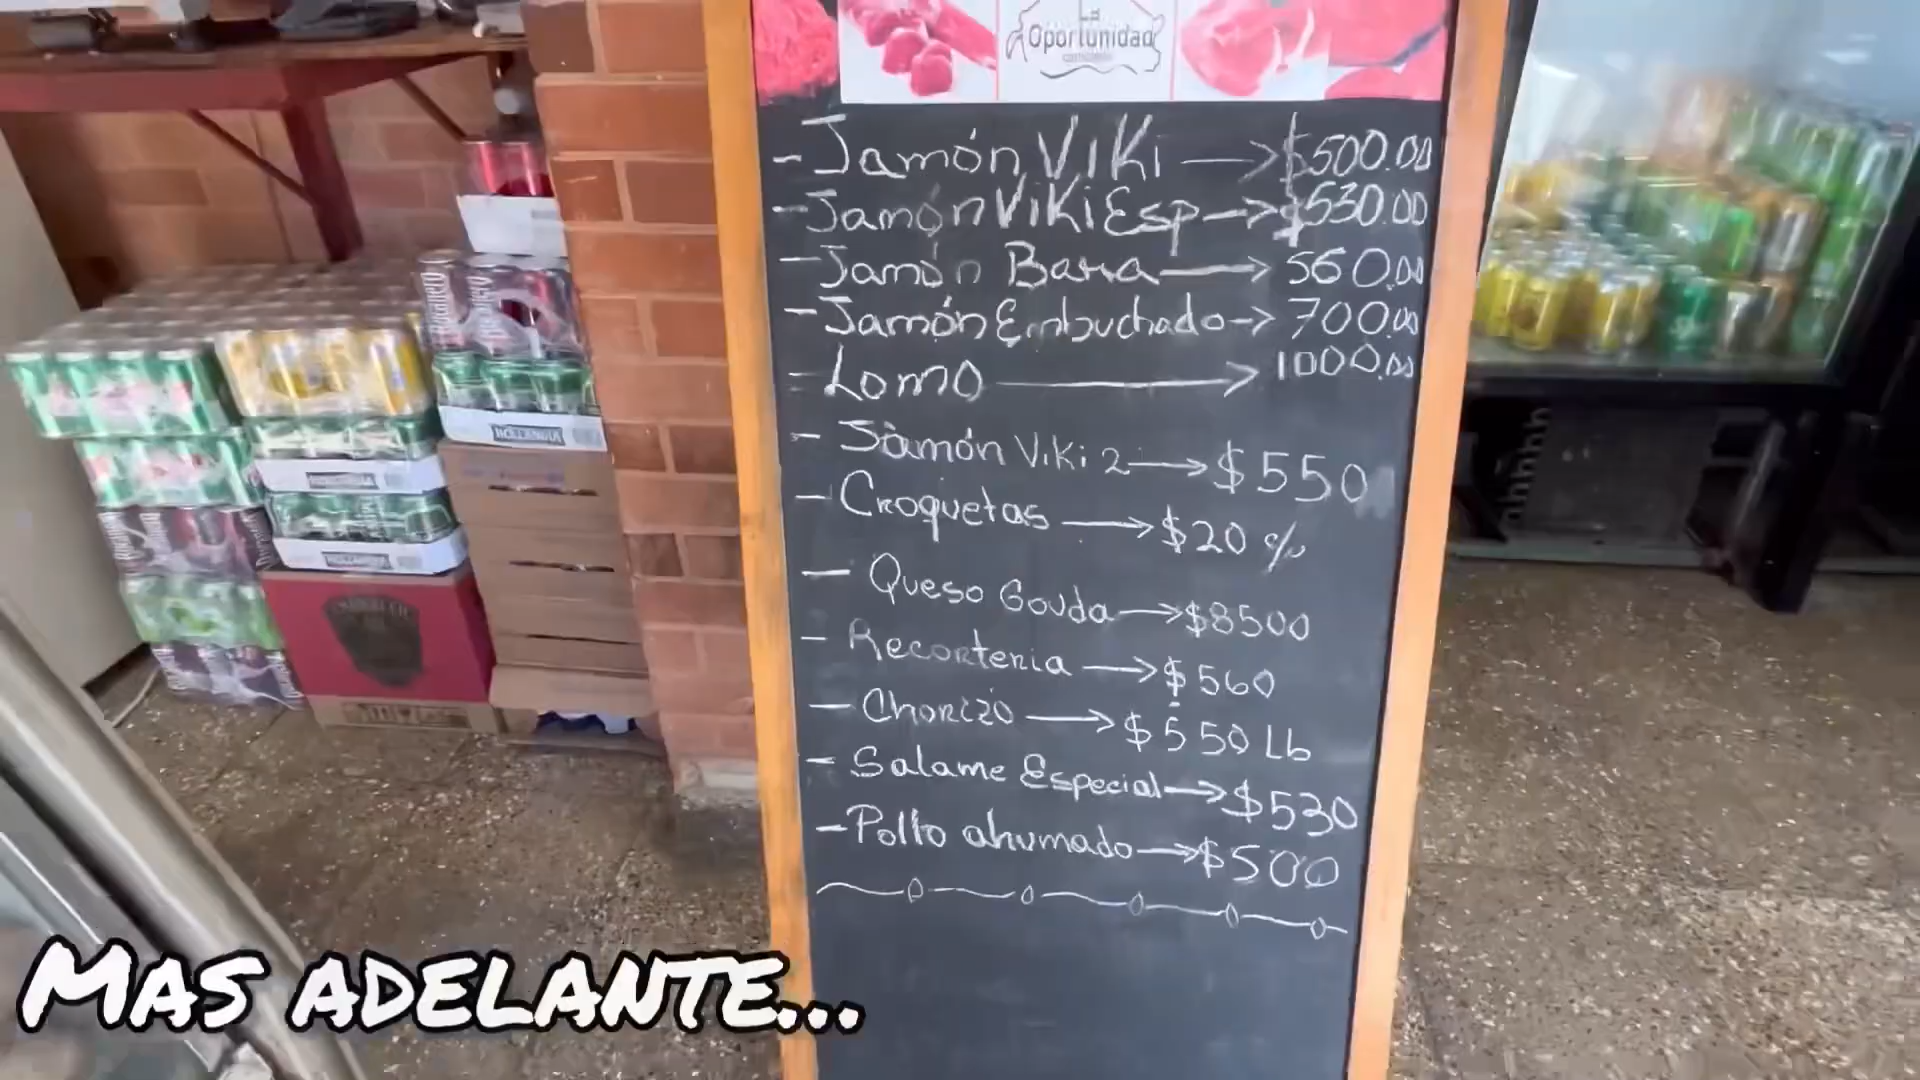 La
Oportunidad
- Jamón Viki → $500.00
- Jamón Viki Esp → $530.00
- Jamón Barra → 560.00
- Jamón Embuchado → 700.00
- Lomo → 1000.00
- Jamón Viki 2 → $550
- Croquetas → $20 c/u
- Queso Gouda → $8500
- Recorteria → $560
- Chorizo → $550 Lb
- Salame Especial → $530
- Pollo ahumado → $500
HOLLANDIA
MAS ADELANTE...